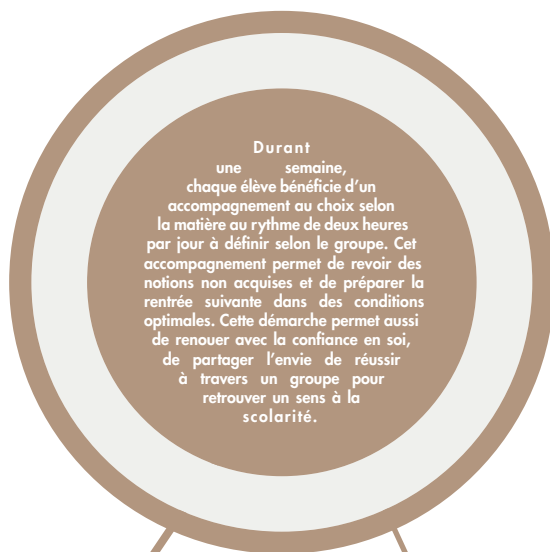 Durant
une semaine,
chaque élève bénéficie d'un
accompagnement au choix selon
la matière au rythme de deux heures
par jour à définir selon le groupe. Cet
accompagnement permet de revoir des
notions non acquises et de préparer la
rentrée suivante dans des conditions
optimales. Cette démarche permet aussi
de renouer avec la confiance en soi,
de partager l'envie de réussir
à travers un groupe pour
retrouver un sens à la
scolarité.